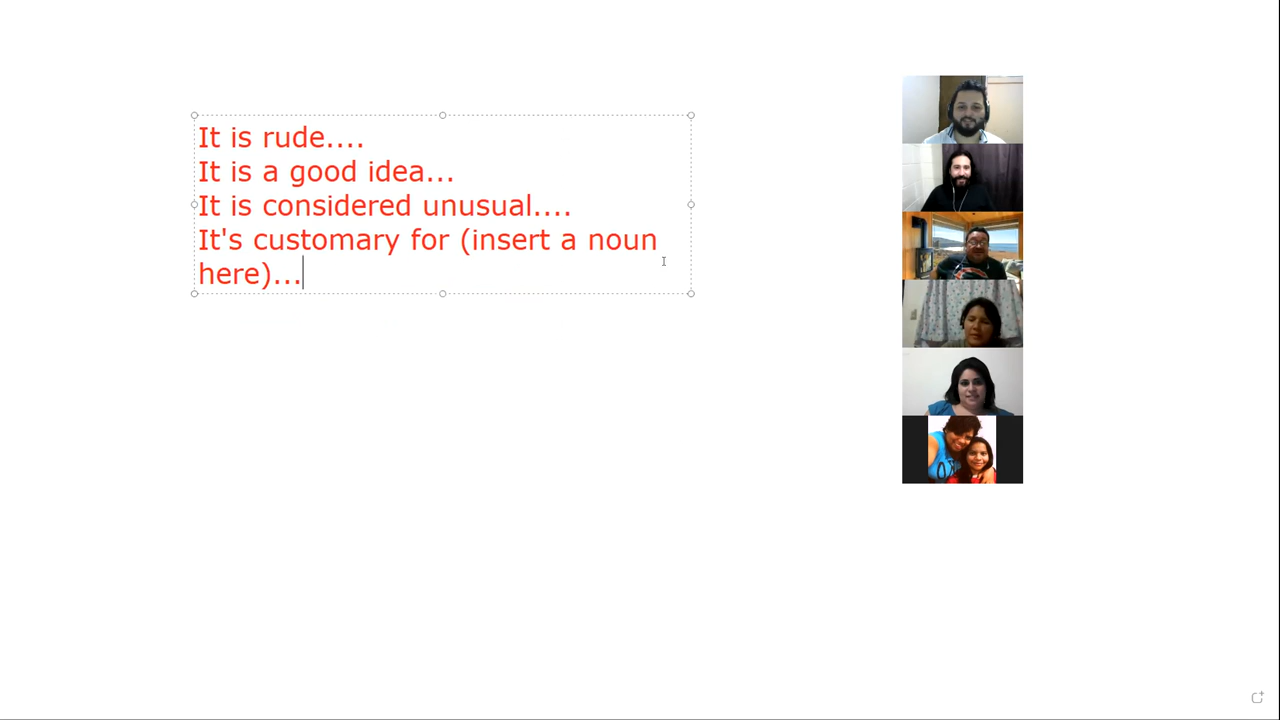 It is rude....
It is a good idea...
It is considered unusual....
It's customary for (insert a noun
here)...